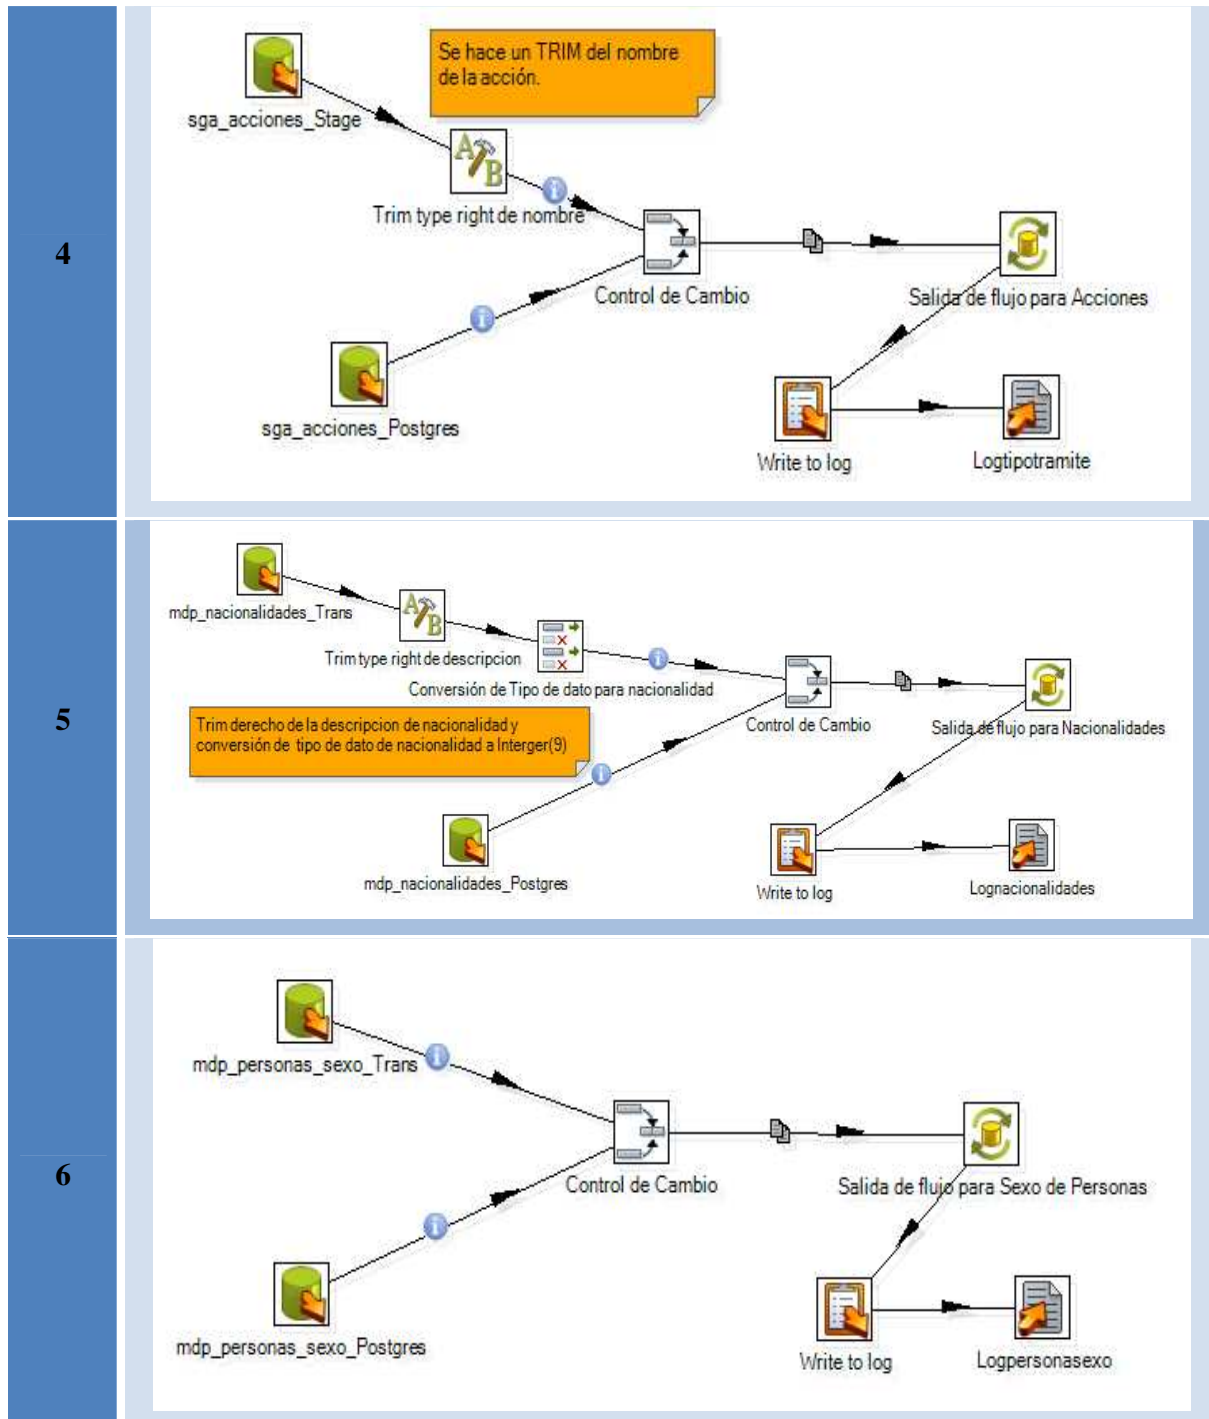 4
Se hace un TRIM del nombre
de la acción.
sga_acciones_Stage
Trim type right de nombre
Control de Cambio
Salida de flujo para Acciones
sga_acciones_Postgres
Write to log
Logtipotramite
5
mdp_nacionalidades_Trans
Trim type right de descripcion
Conversión de Tipo de dato para nacionalidad
Trim derecho de la descripcion de nacionalidad y
conversión de tipo de dato de nacionalidad a Interger(9)
Control de Cambio
Salida de flujo para Nacionalidades
mdp_nacionalidades_Postgres
Write to log
Lognacionalidades
6
mdp_personas_sexo_Trans
Control de Cambio
Salida de flujo para Sexo de Personas
mdp_personas_sexo_Postgres
Write to log
Logpersonasexo